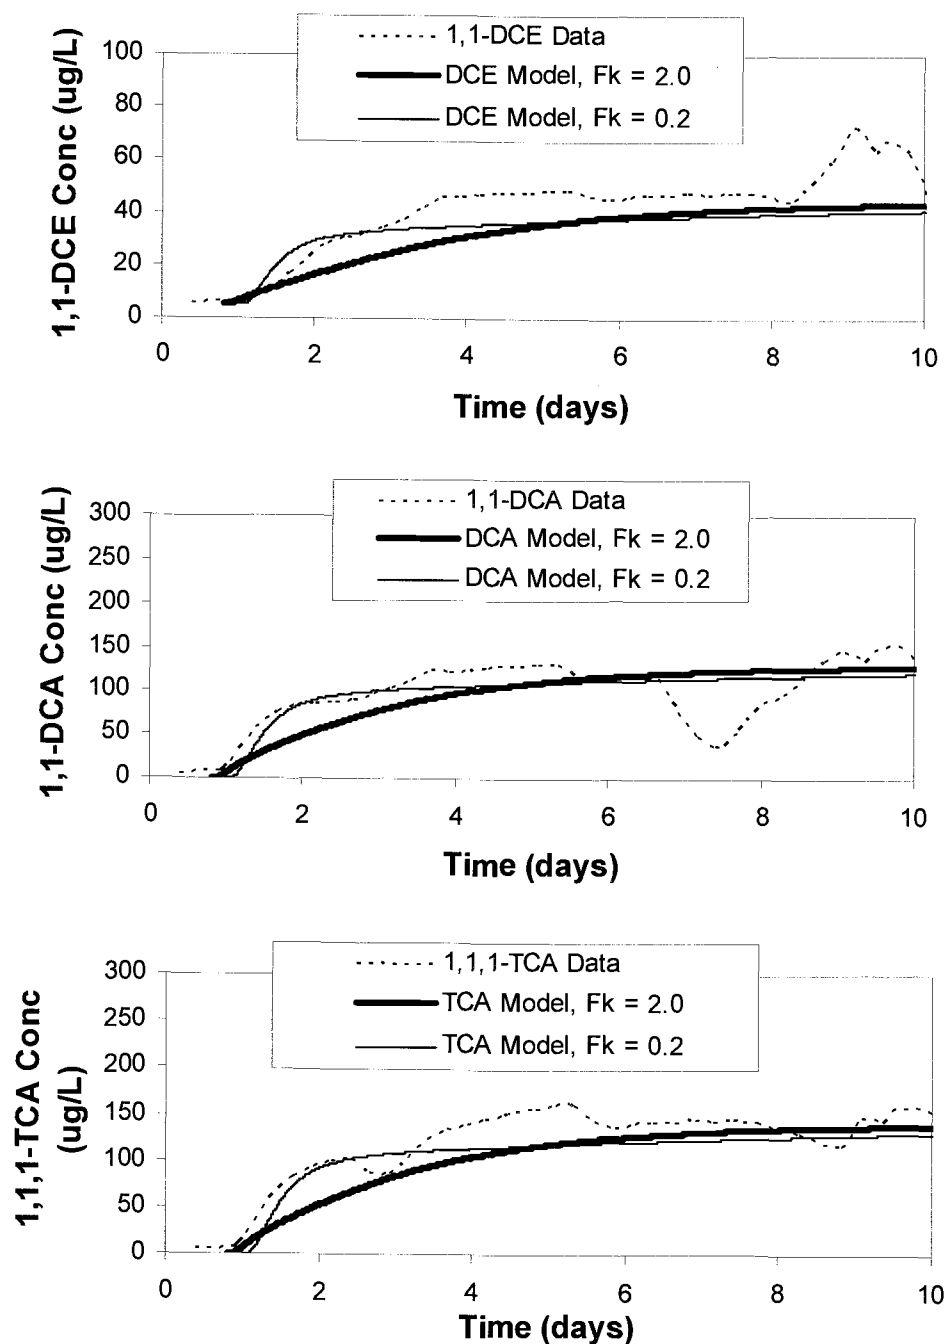 1,1-DCE Data
DCE Model, Fk = 2.0
DCE Model, Fk = 0.2
1,1-DCE Conc (ug/L)
100
80
60
40
20
0
0 2 4 6 8 10
Time (days)
1,1-DCA Data
DCA Model, Fk = 2.0
DCA Model, Fk = 0.2
1,1-DCA Conc (ug/L)
300
250
200
150
100
50
0
0 2 4 6 8 10
Time (days)
1,1,1-TCA Data
TCA Model, Fk = 2.0
TCA Model, Fk = 0.2
1,1,1-TCA Conc
(ug/L)
300
250
200
150
100
50
0
0 2 4 6 8 10
Time (days)